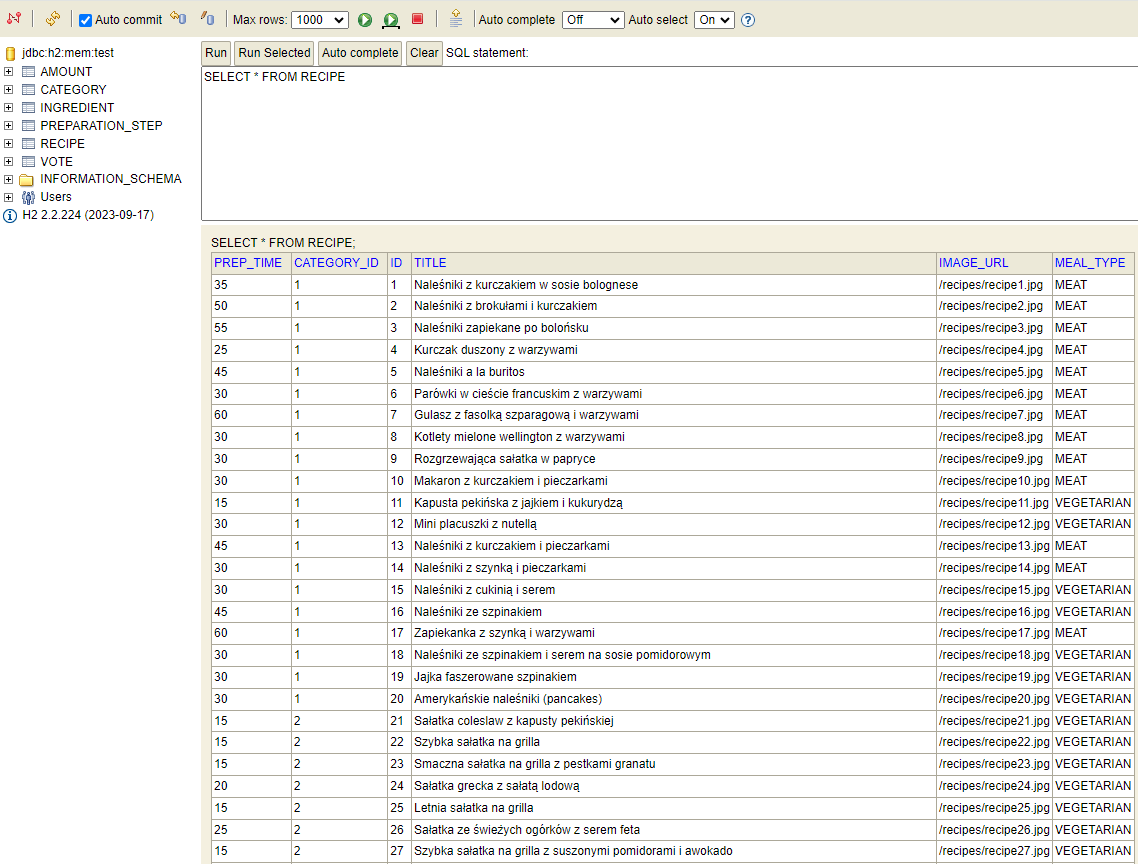 Auto commit Max rows: 1000 Auto complete Off Auto select On ?
jdbc:h2:mem:test
AMOUNT
CATEGORY
INGREDIENT
PREPARATION_STEP
RECIPE
VOTE
INFORMATION_SCHEMA
Users
H2 2.2.224 (2023-09-17)
Run Run Selected Auto complete Clear SQL statement:
SELECT * FROM RECIPE
SELECT * FROM RECIPE;
PREP_TIME CATEGORY_ID ID TITLE IMAGE_URL MEAL_TYPE
35 1 1 Naleśniki z kurczakiem w sosie bolognese /recipes/recipe1.jpg MEAT
50 1 2 Naleśniki z brokułami i kurczakiem /recipes/recipe2.jpg MEAT
55 1 3 Naleśniki zapiekane po bolońsku /recipes/recipe3.jpg MEAT
25 1 4 Kurczak duszony z warzywami /recipes/recipe4.jpg MEAT
45 1 5 Naleśniki a la buritos /recipes/recipe5.jpg MEAT
30 1 6 Parówki w cieście francuskim z warzywami /recipes/recipe6.jpg MEAT
60 1 7 Gulasz z fasolką szparagową i warzywami /recipes/recipe7.jpg MEAT
30 1 8 Kotlety mielone wellington z warzywami /recipes/recipe8.jpg MEAT
30 1 9 Rozgrzewająca sałatka w papryce /recipes/recipe9.jpg MEAT
30 1 10 Makaron z kurczakiem i pieczarkami /recipes/recipe10.jpg MEAT
15 1 11 Kapusta pekińska z jajkiem i kukurydzą /recipes/recipe11.jpg VEGETARIAN
30 1 12 Mini placuszki z nutellą /recipes/recipe12.jpg VEGETARIAN
45 1 13 Naleśniki z kurczakiem i pieczarkami /recipes/recipe13.jpg MEAT
30 1 14 Naleśniki z szynką i pieczarkami /recipes/recipe14.jpg MEAT
30 1 15 Naleśniki z cukinią i serem /recipes/recipe15.jpg VEGETARIAN
45 1 16 Naleśniki ze szpinakiem /recipes/recipe16.jpg VEGETARIAN
60 1 17 Zapiekanka z szynką i warzywami /recipes/recipe17.jpg MEAT
30 1 18 Naleśniki ze szpinakiem i serem na sosie pomidorowym /recipes/recipe18.jpg VEGETARIAN
30 1 19 Jajka faszerowane szpinakiem /recipes/recipe19.jpg VEGETARIAN
30 1 20 Amerykańskie naleśniki (pancakes) /recipes/recipe20.jpg VEGETARIAN
15 2 21 Sałatka coleslaw z kapusty pekińskiej /recipes/recipe21.jpg VEGETARIAN
15 2 22 Szybka sałatka na grilla /recipes/recipe22.jpg VEGETARIAN
15 2 23 Smaczna sałatka na grilla z pestkami granatu /recipes/recipe23.jpg VEGETARIAN
20 2 24 Sałatka grecka z sałatą lodową /recipes/recipe24.jpg VEGETARIAN
15 2 25 Letnia sałatka na grilla /recipes/recipe25.jpg VEGETARIAN
25 2 26 Sałatka ze świeżych ogórków z serem feta /recipes/recipe26.jpg VEGETARIAN
15 2 27 Szybka sałatka na grilla z suszonymi pomidorami i awokado /recipes/recipe27.jpg VEGETARIAN